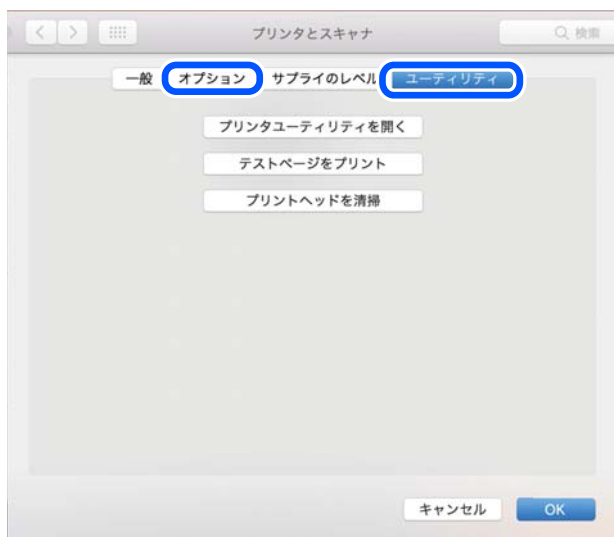 プリンタとスキャナ
検索
一般 オプション サプライのレベル ユーティリティ
プリンタユーティリティを開く
テストページをプリント
プリントヘッドを清掃
キャンセル OK